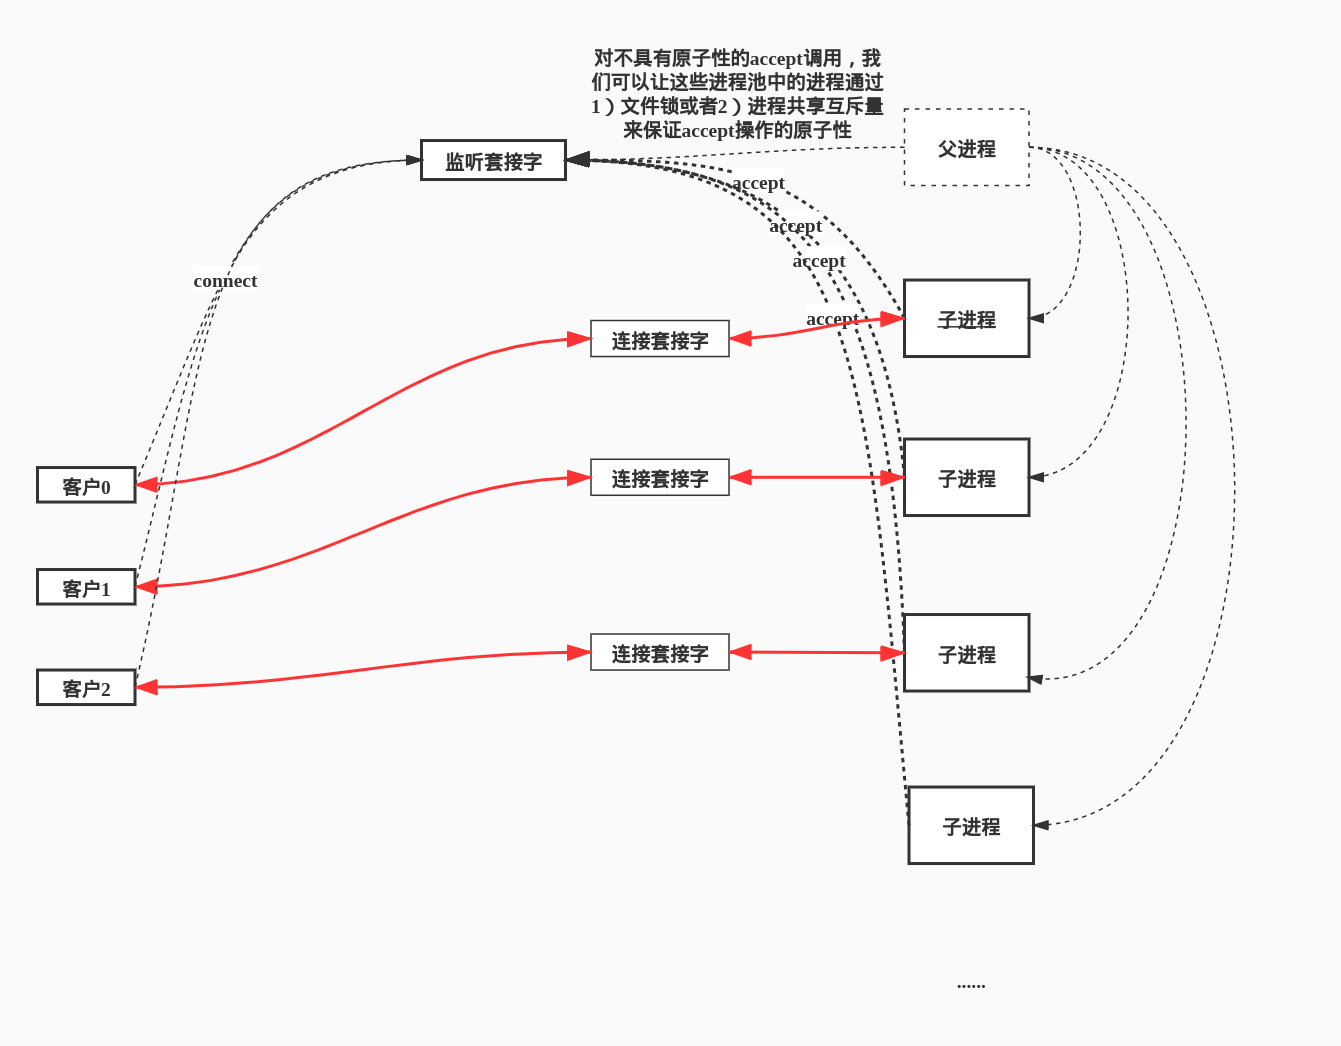 对不具有原子性的accept调用，我
们可以让这些进程池中的进程通过
1）文件锁或者2）进程共享互斥量
来保证accept操作的原子性
父进程
监听套接字
accept
accept
accept
connect
accept
子进程
连接套接字
子进程
连接套接字
客户0
客户1
子进程
连接套接字
客户2
子进程
......